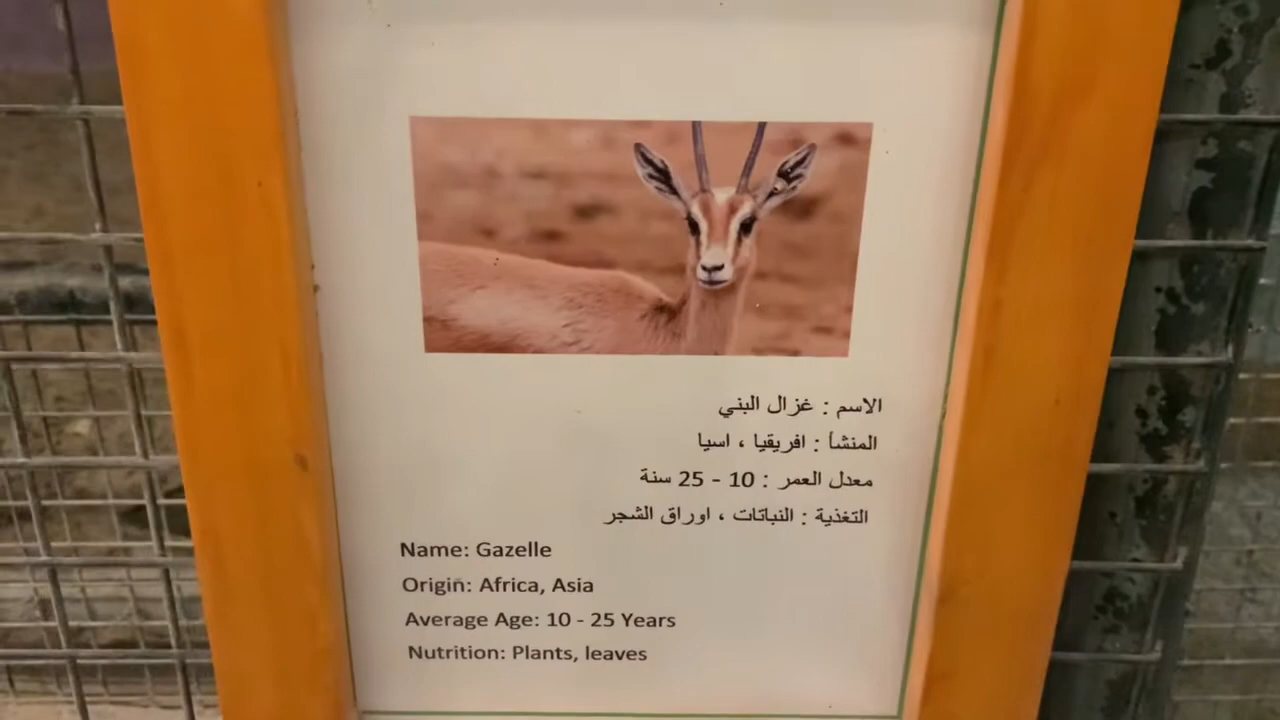 الاسم : غزال البني
المنشأ : افريقيا ، اسيا
معدل العمر : 10 - 25 سنة
التغذية : النباتات ، اوراق الشجر
Name: Gazelle
Origin: Africa, Asia
Average Age: 10 - 25 Years
Nutrition: Plants, leaves